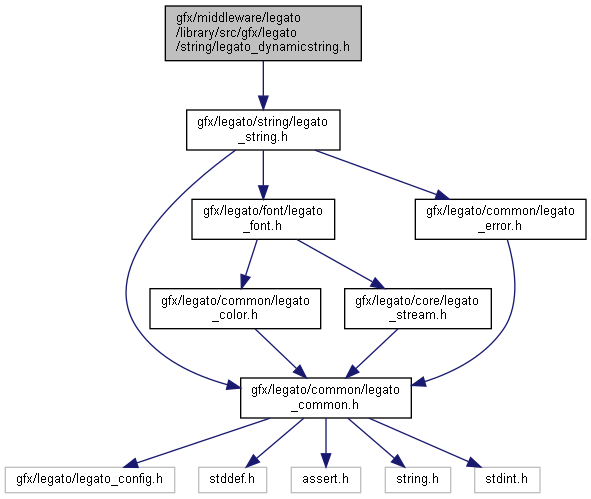 gfx/middleware/legato
/library/src/gfx/legato
/string/legato_dynamicstring.h
gfx/legato/string/legato
_string.h
gfx/legato/font/legato
_font.h
gfx/legato/common/legato
_error.h
gfx/legato/common/legato
_color.h
gfx/legato/core/legato
_stream.h
gfx/legato/common/legato
_common.h
gfx/legato/legato_config.h
stddef.h
assert.h
string.h
stdint.h